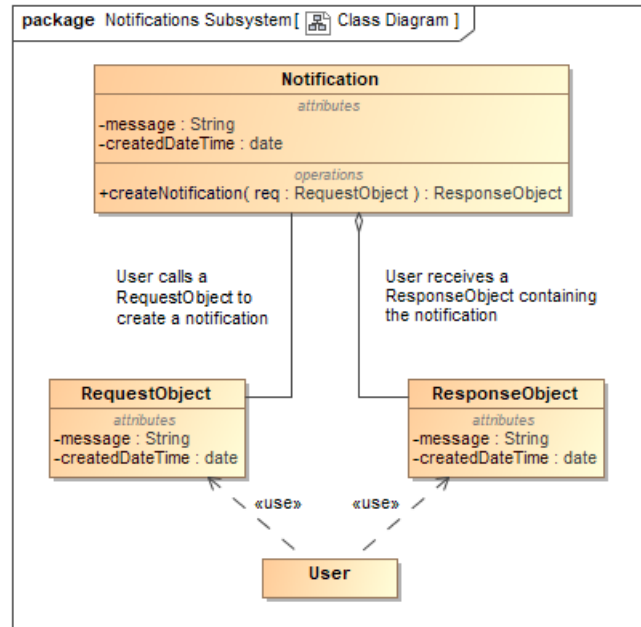 package Notifications Subsystem [ Class Diagram ]
Notification
attributes
-message : String
-createdDateTime : date
operations
+createNotification( req : RequestObject ) : ResponseObject
User calls a
RequestObject to
create a notification
User receives a
ResponseObject containing
the notification
RequestObject
attributes
-message : String
-createdDateTime : date
ResponseObject
attributes
-message : String
-createdDateTime : date
«use»
«use»
User